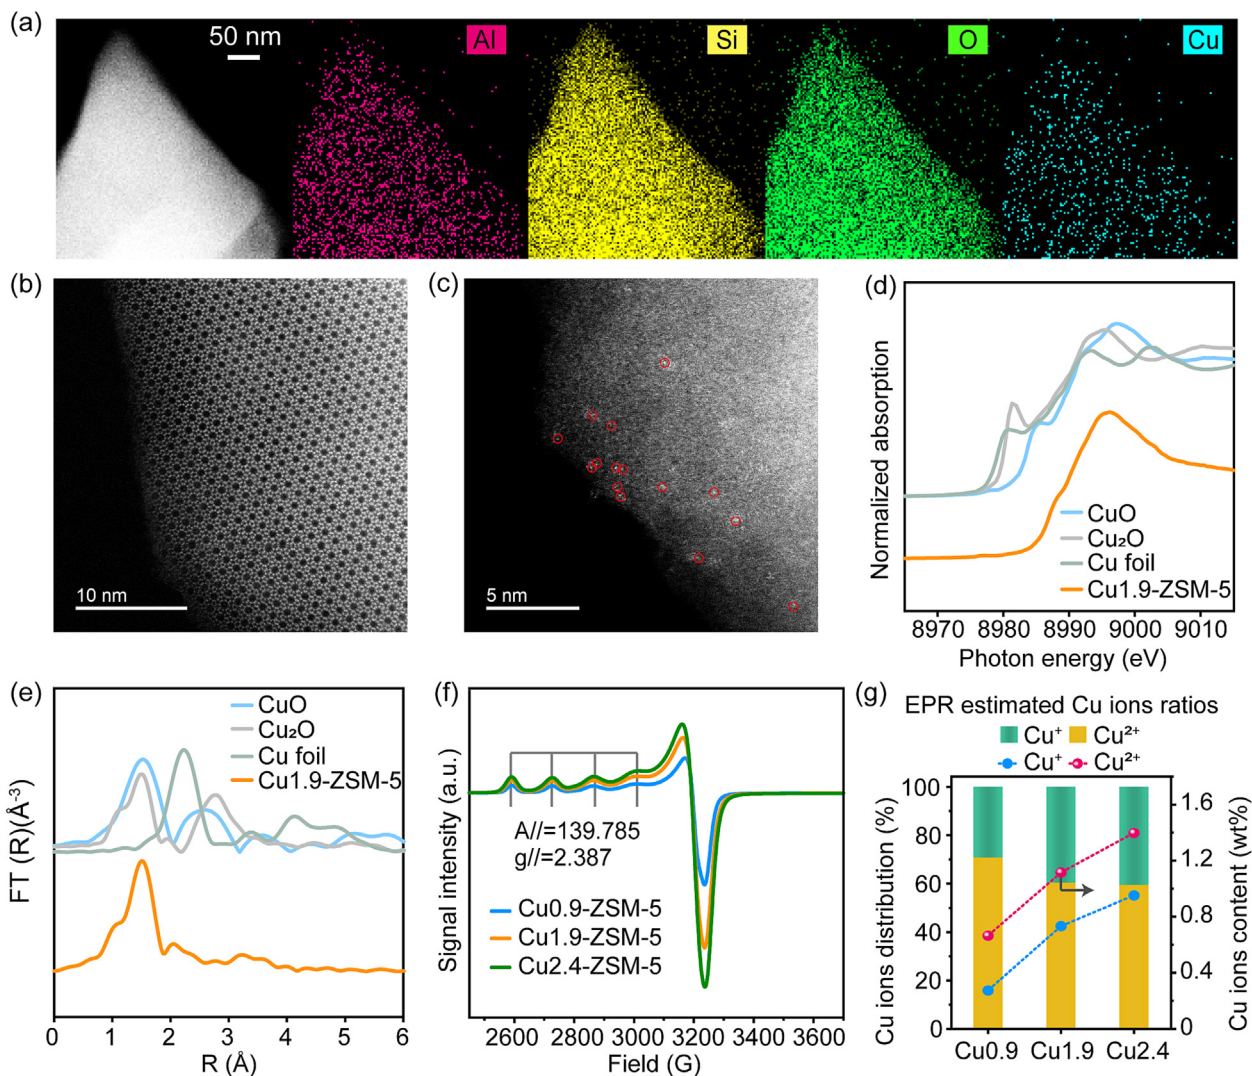 (a)
50 nm
Al
Si
O
Cu
(b)
10 nm
(c)
5 nm
(d)
Normalized absorption
CuO
Cu₂O
Cu foil
Cu1.9-ZSM-5
8970 8980 8990 9000 9010
Photon energy (eV)
(e)
FT (R)(Å⁻³)
CuO
Cu₂O
Cu foil
Cu1.9-ZSM-5
0 1 2 3 4 5 6
R (Å)
(f)
Signal intensity (a.u.)
A//=139.785
g//=2.387
Cu0.9-ZSM-5
Cu1.9-ZSM-5
Cu2.4-ZSM-5
2600 2800 3000 3200 3400 3600
Field (G)
(g)
EPR estimated Cu ions ratios
Cu⁺ Cu²⁺
Cu⁺ Cu²⁺
Cu ions distribution (%)
100
80
60
40
20
0
1.6
1.2
0.8
0.4
0
Cu ions content (wt%)
Cu0.9 Cu1.9 Cu2.4